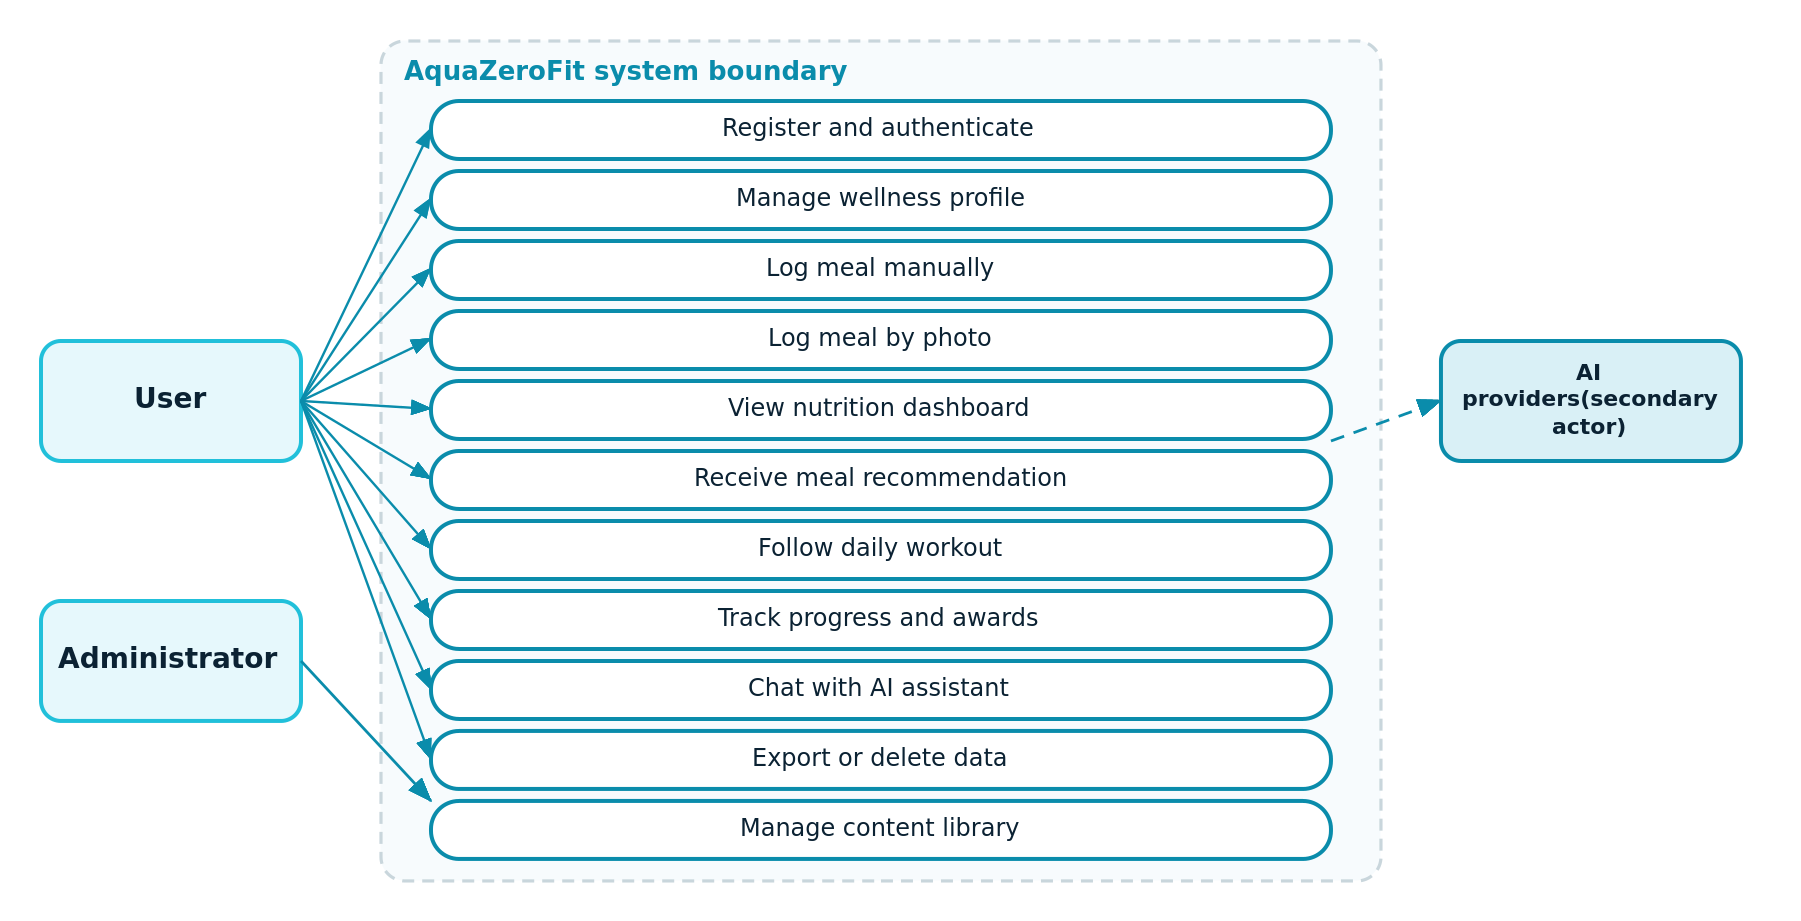 AquaZeroFit system boundary
Register and authenticate
Manage wellness profile
Log meal manually
Log meal by photo
View nutrition dashboard
Receive meal recommendation
Follow daily workout
Track progress and awards
Chat with AI assistant
Export or delete data
Manage content library
User
Administrator
AI
providers(secondary
actor)